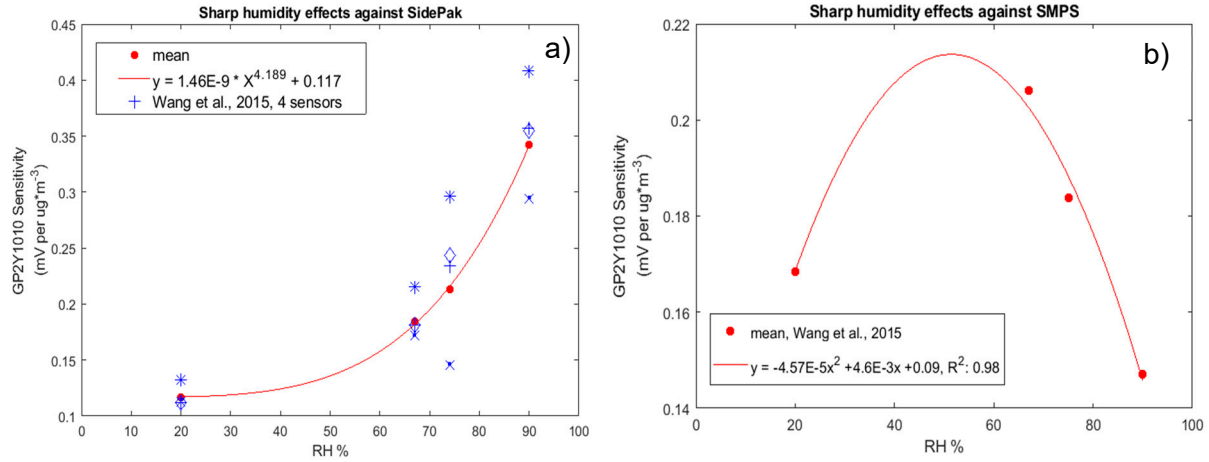 Sharp humidity effects against SidePak
a)
mean
y = 1.46E-9 * X^4.189 + 0.117
Wang et al., 2015, 4 sensors
GP2Y1010 Sensitivity
(mV per ug*m^-3)
0.45
0.4
0.35
0.3
0.25
0.2
0.15
0.1
0 10 20 30 40 50 60 70 80 90 100
RH %
Sharp humidity effects against SMPS
b)
GP2Y1010 Sensitivity
(mV per ug*m^-3)
0.22
0.2
0.18
0.16
0.14
mean, Wang et al., 2015
y = -4.57E-5x^2 +4.6E-3x +0.09, R^2: 0.98
0 20 40 60 80 100
RH %